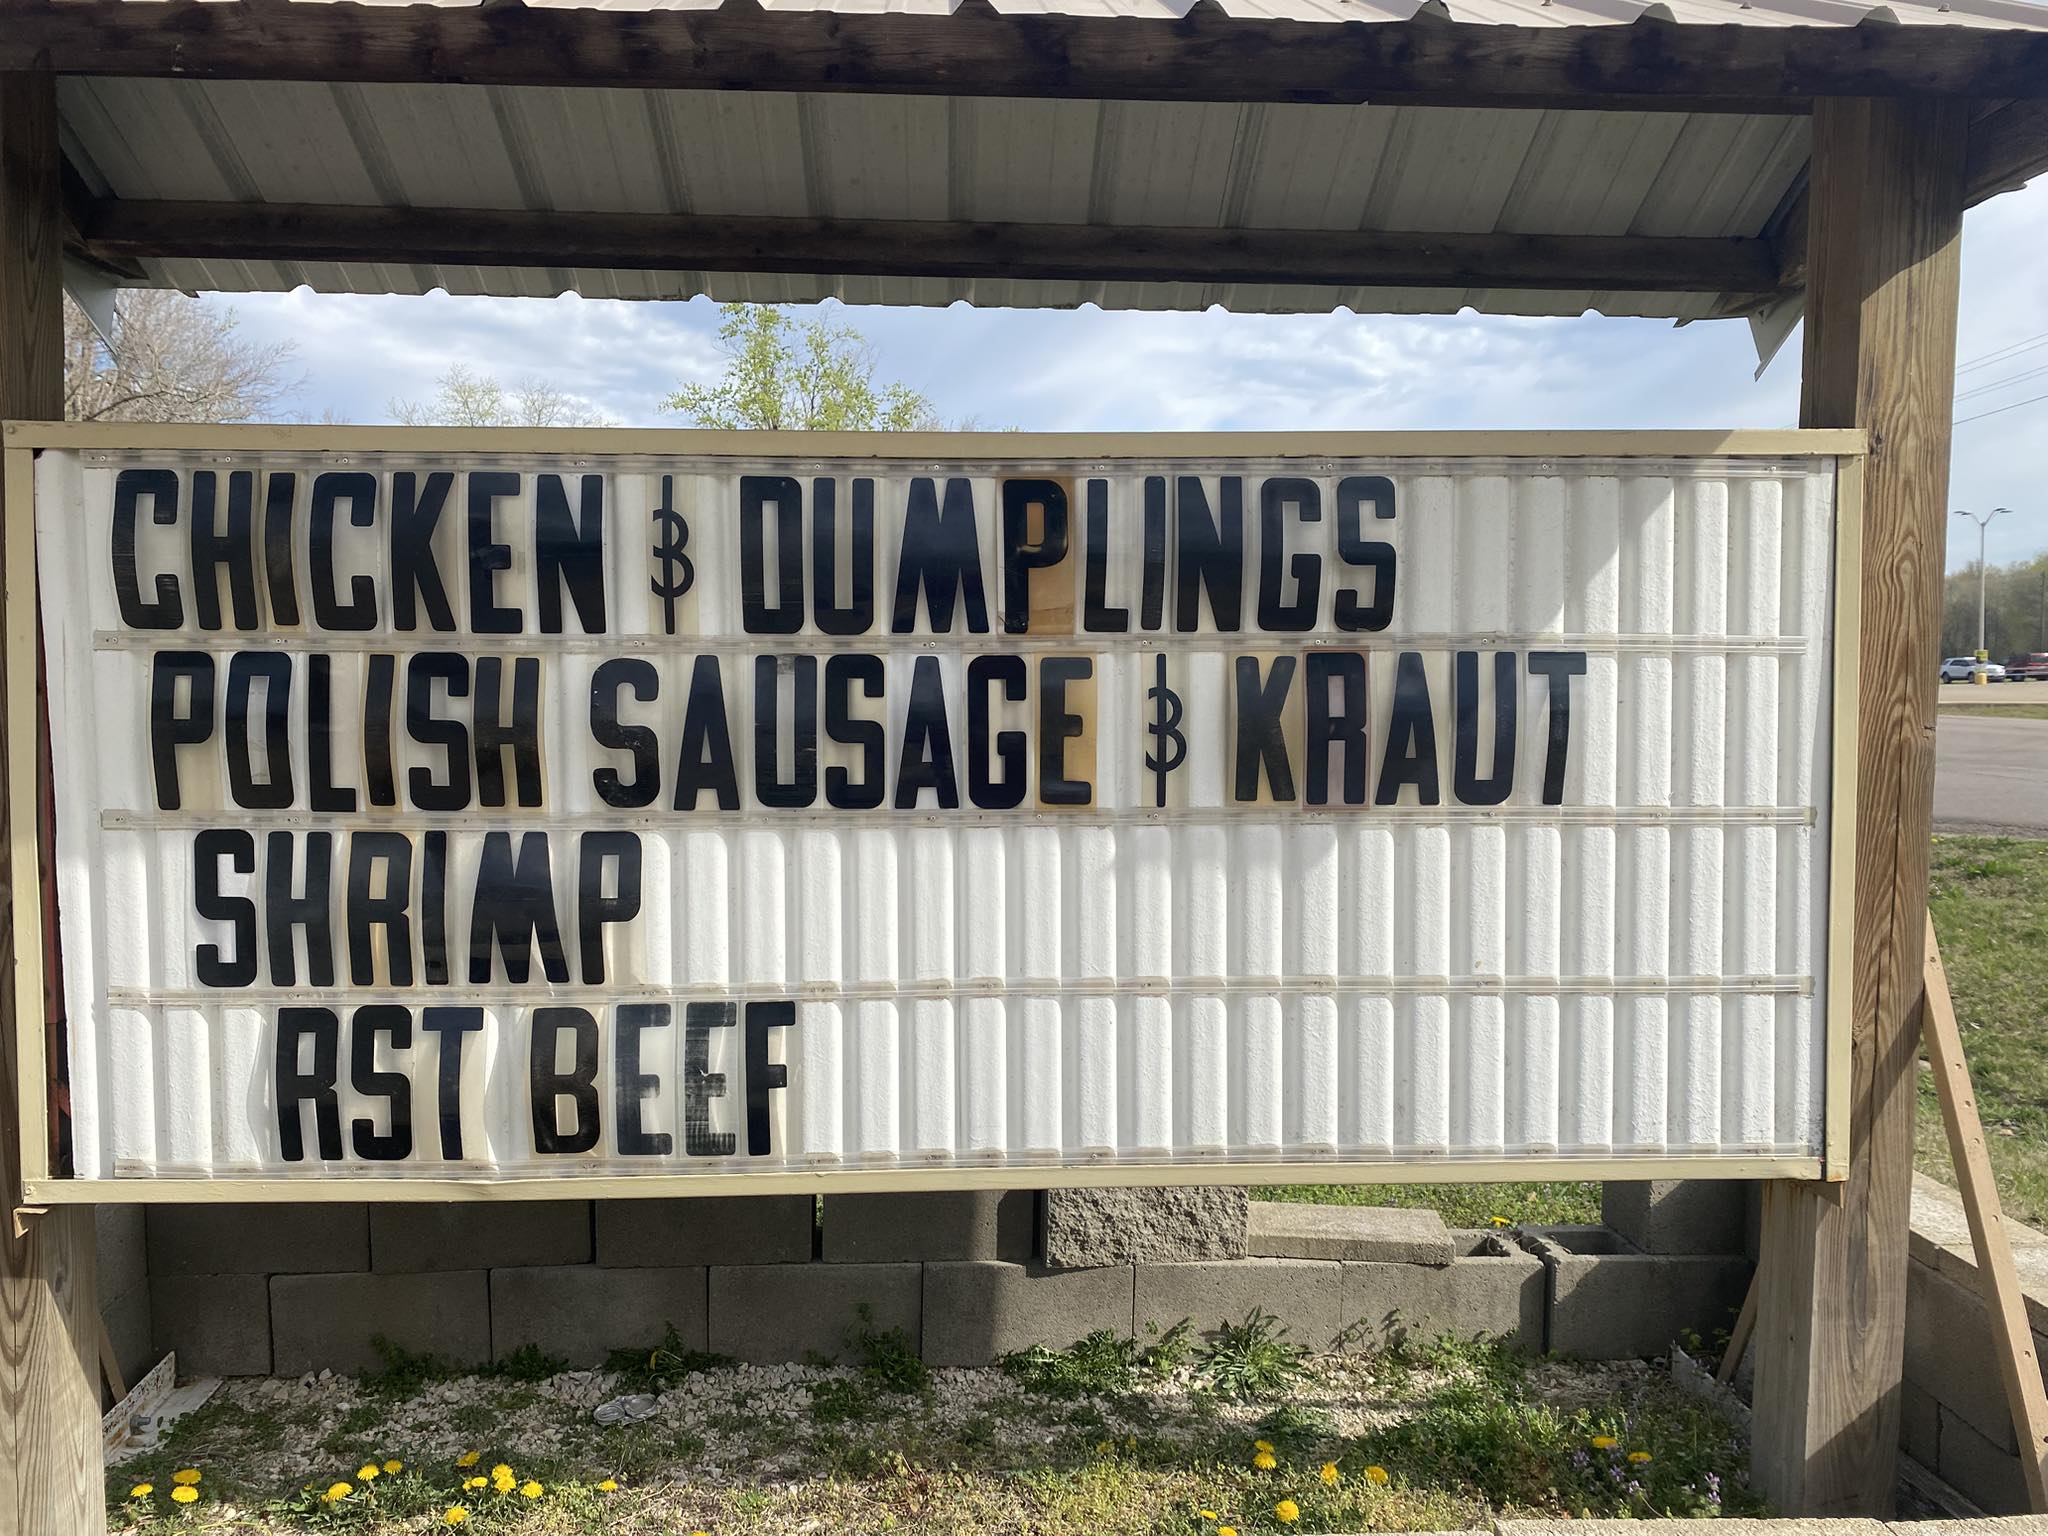 CHICKEN & DUMPLINGS
POLISH SAUSAGE & KRAUT
SHRIMP
RST BEEF